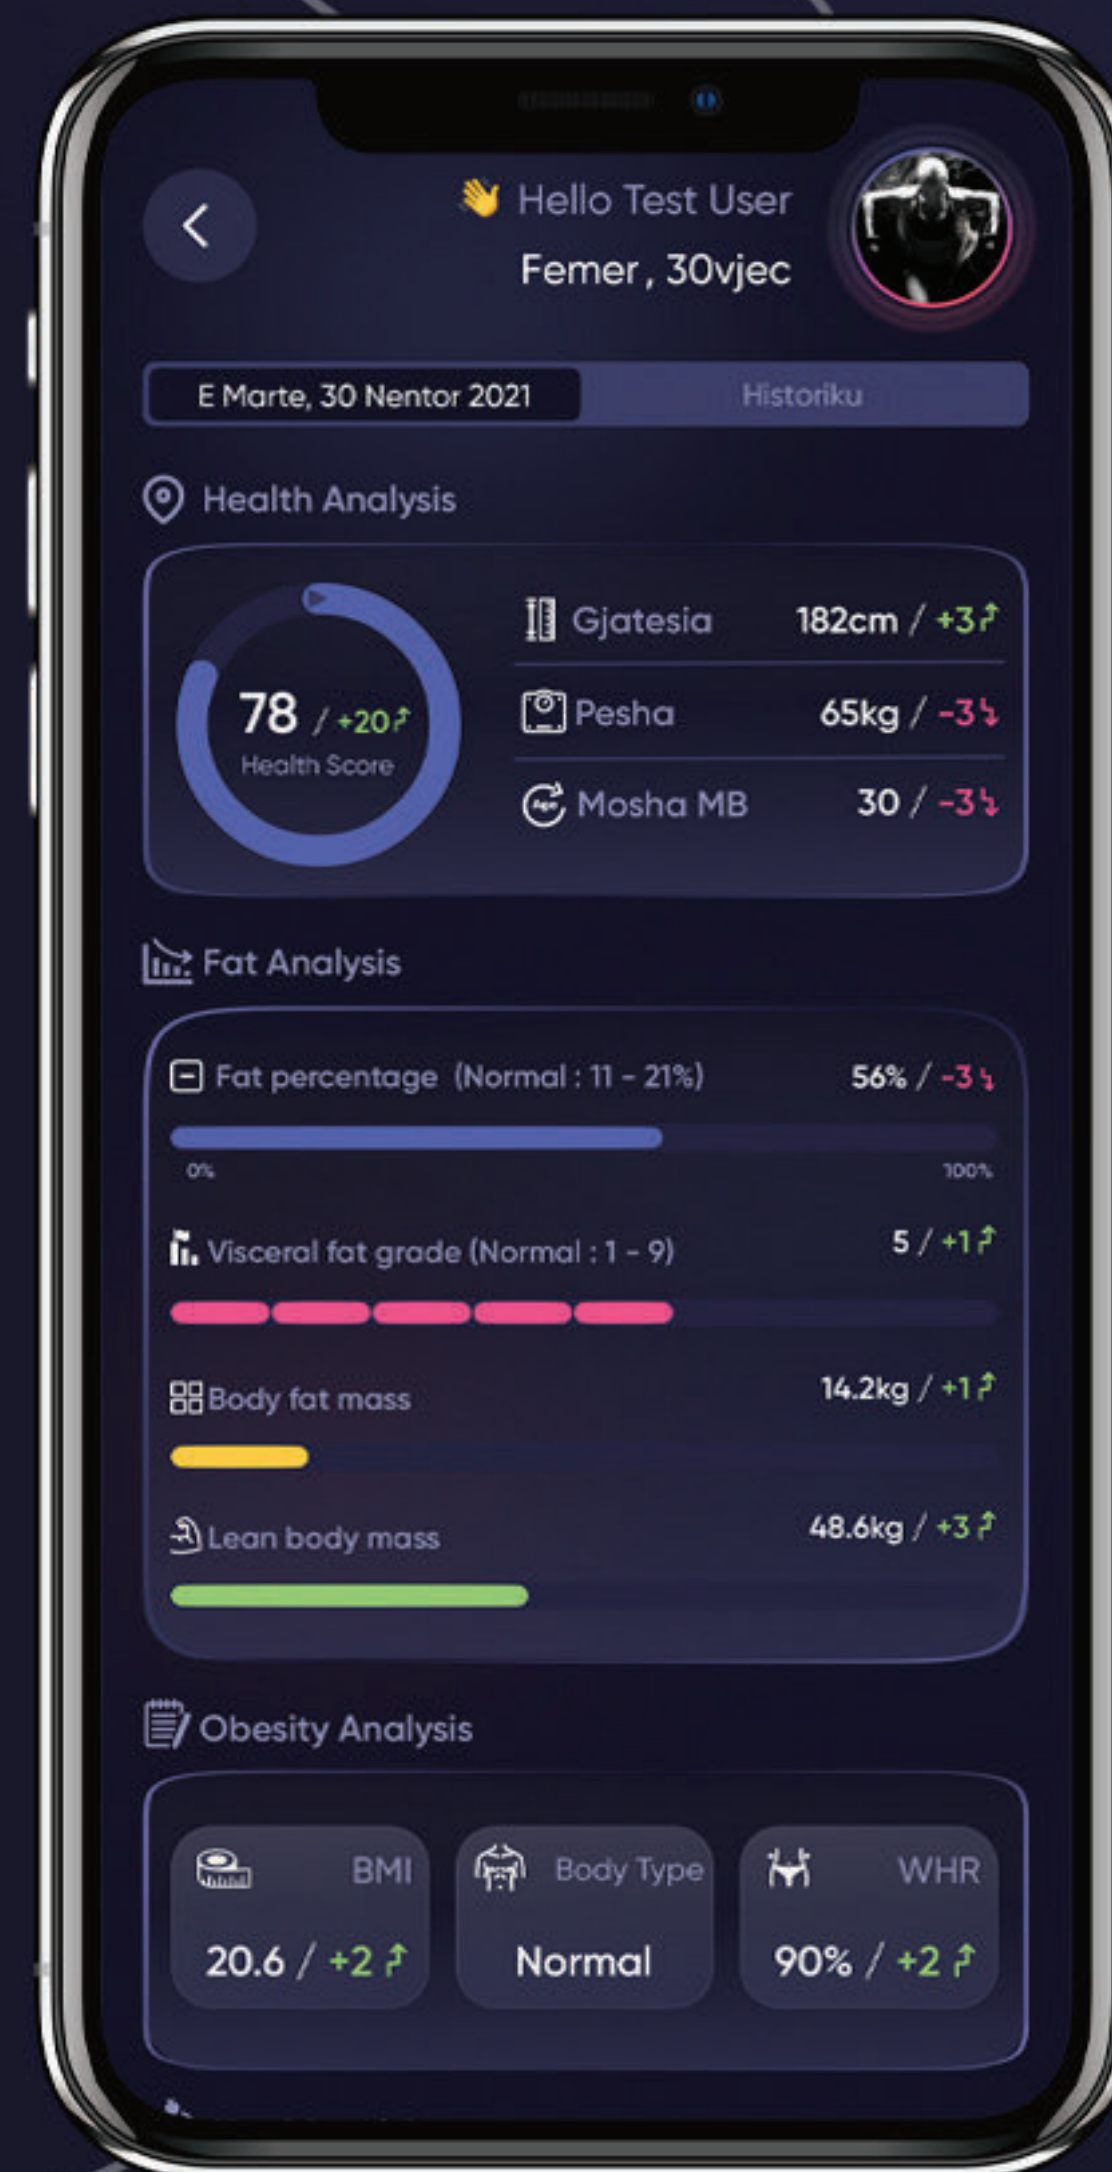 👋 Hello Test User
Femer, 30vjec
E Marte, 30 Nentor 2021
Historiku
Health Analysis
78 / +20
Health Score
Gjatesia 182cm / +3
Pesha 65kg / -3
Age Mosha MB 30 / -3
Fat Analysis
Fat percentage (Normal : 11 - 21%) 56% / -3
0% 100%
Visceral fat grade (Normal : 1 - 9) 5 / +1
Body fat mass 14.2kg / +1
Lean body mass 48.6kg / +3
Obesity Analysis
BMI
20.6 / +2
Body Type
Normal
WHR
90% / +2